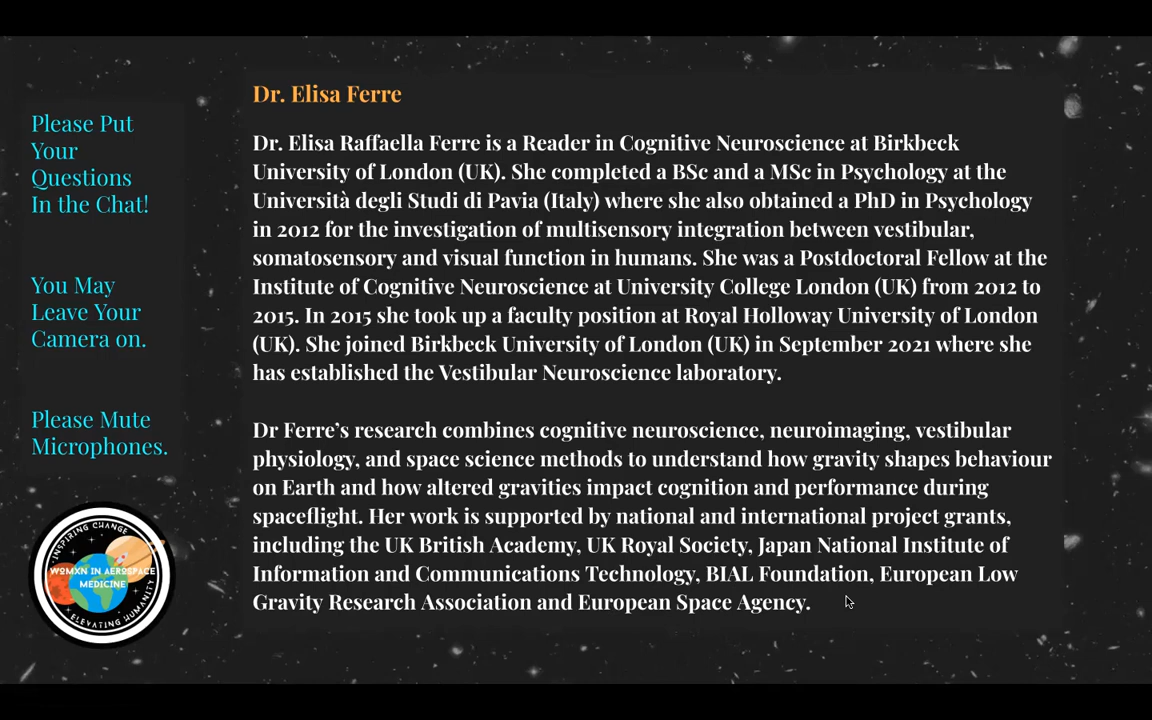 Please Put
Your
Questions
In the Chat!
You May
Leave Your
Camera on.
Please Mute
Microphones.
INSPIRING CHANGE
WOMXN IN AEROSPACE
MEDICINE
ELEVATING HUMANITY
Dr. Elisa Ferre
Dr. Elisa Raffaella Ferre is a Reader in Cognitive Neuroscience at Birkbeck
University of London (UK). She completed a BSc and a MSc in Psychology at the
Università degli Studi di Pavia (Italy) where she also obtained a PhD in Psychology
in 2012 for the investigation of multisensory integration between vestibular,
somatosensory and visual function in humans. She was a Postdoctoral Fellow at the
Institute of Cognitive Neuroscience at University College London (UK) from 2012 to
2015. In 2015 she took up a faculty position at Royal Holloway University of London
(UK). She joined Birkbeck University of London (UK) in September 2021 where she
has established the Vestibular Neuroscience laboratory.
Dr Ferre’s research combines cognitive neuroscience, neuroimaging, vestibular
physiology, and space science methods to understand how gravity shapes behaviour
on Earth and how altered gravities impact cognition and performance during
spaceflight. Her work is supported by national and international project grants,
including the UK British Academy, UK Royal Society, Japan National Institute of
Information and Communications Technology, BIAL Foundation, European Low
Gravity Research Association and European Space Agency.